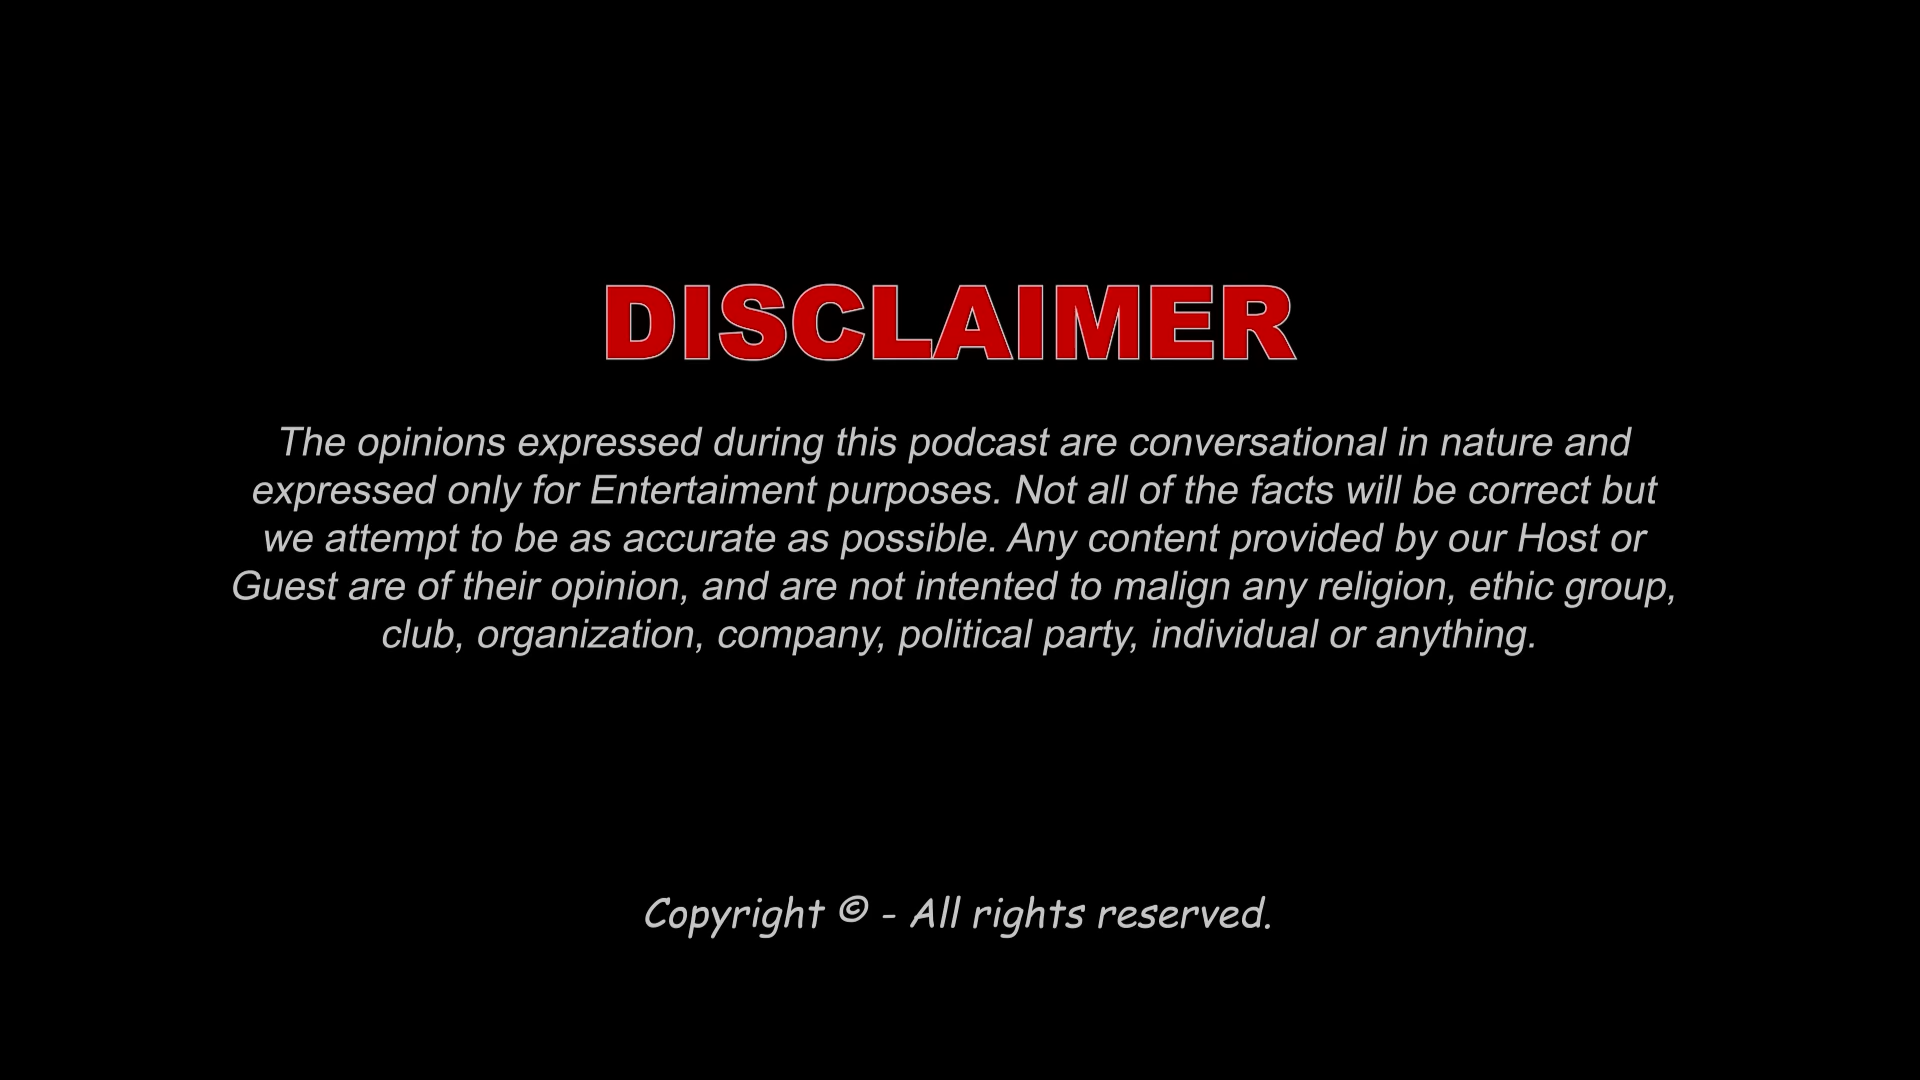 DISCLAIMER
The opinions expressed during this podcast are conversational in nature and
expressed only for Entertaiment purposes. Not all of the facts will be correct but
we attempt to be as accurate as possible. Any content provided by our Host or
Guest are of their opinion, and are not intented to malign any religion, ethic group,
club, organization, company, political party, individual or anything.
Copyright © - All rights reserved.